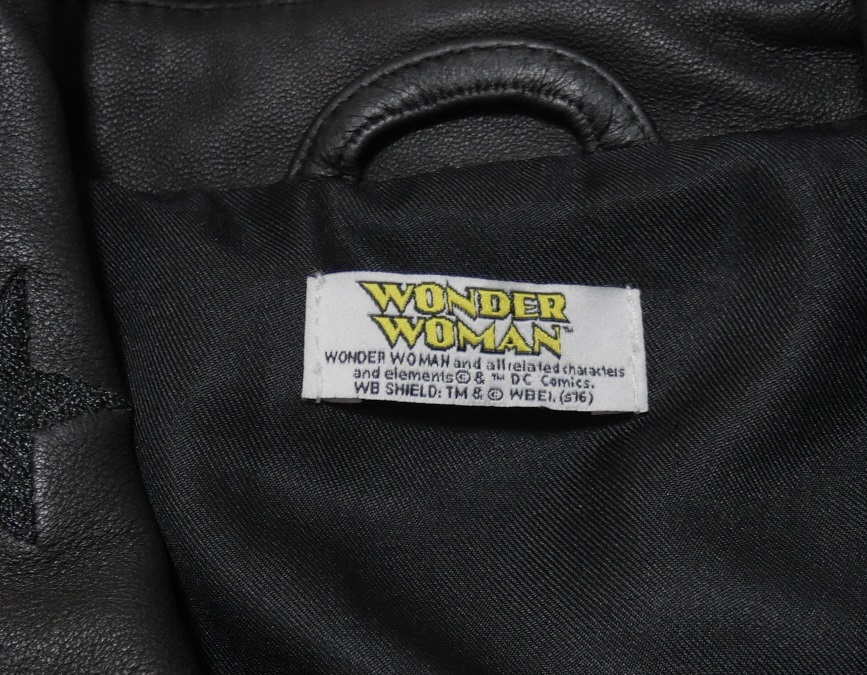 WONDER
WOMAN™
WONDER WOMAN and all related characters
and elements © & ™ DC Comics.
WB SHIELD: TM & © WBEI. (s16)